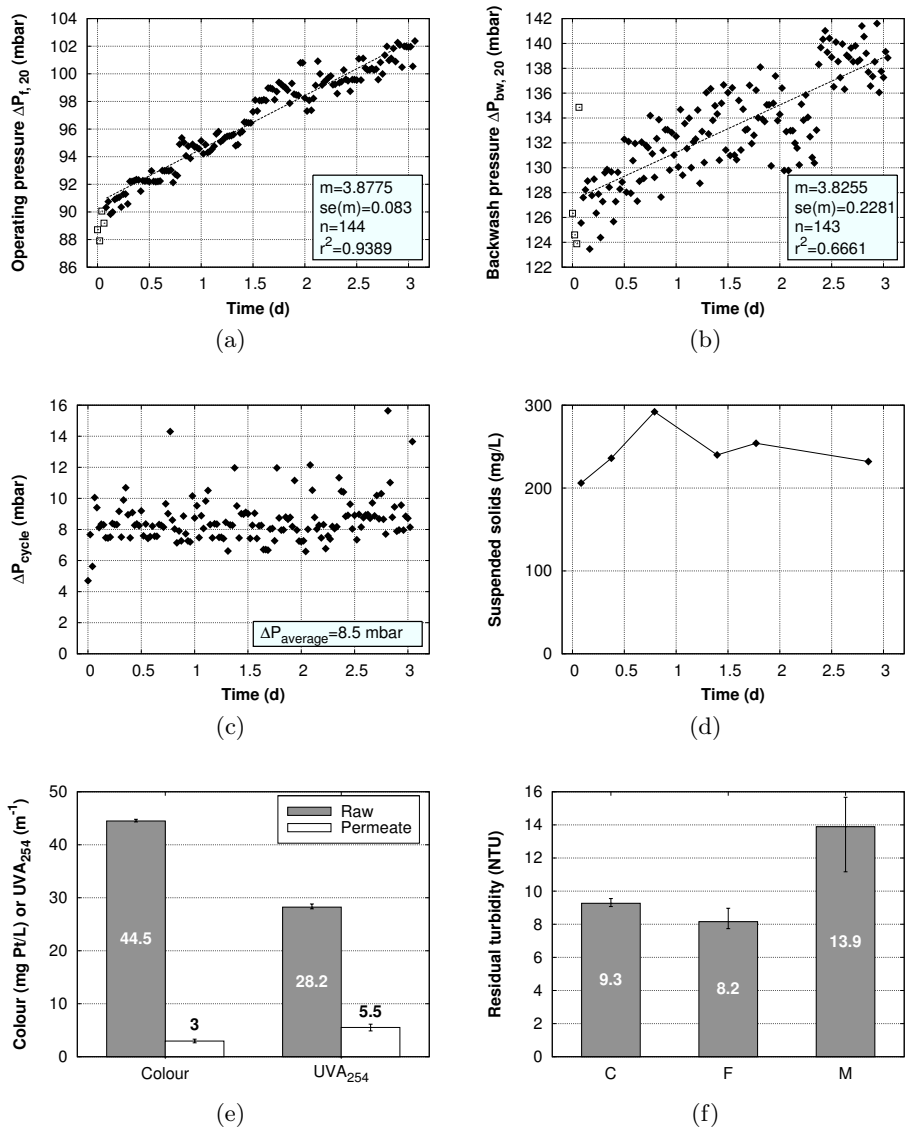 104
102
100
98
96
94
92
90
88
86
Operating pressure ΔP_f, 20 (mbar)
m=3.8775
se(m)=0.083
n=144
r²=0.9389
0 0.5 1 1.5 2 2.5 3
Time (d)
(a)
142
140
138
135
133
131
128
126
124
122
Backwash pressure ΔP_bw, 20 (mbar)
m=3.8255
se(m)=0.2281
n=143
r²=0.6661
0 0.5 1 1.5 2 2.5 3
Time (d)
(b)
16
14
12
10
8
6
4
2
0
ΔP_cycle (mbar)
ΔP_average=8.5 mbar
0 0.5 1 1.5 2 2.5 3
Time (d)
(c)
300
200
100
0
Suspended solids (mg/L)
0 0.5 1 1.5 2 2.5 3
Time (d)
(d)
50
40
30
20
10
0
Colour (mg Pt/L) or UVA₂₅₄ (m⁻¹)
Raw
Permeate
44.5
3
28.2
5.5
Colour UVA₂₅₄
(e)
16
14
12
10
8
6
4
2
0
Residual turbidity (NTU)
9.3
8.2
13.9
C F M
(f)